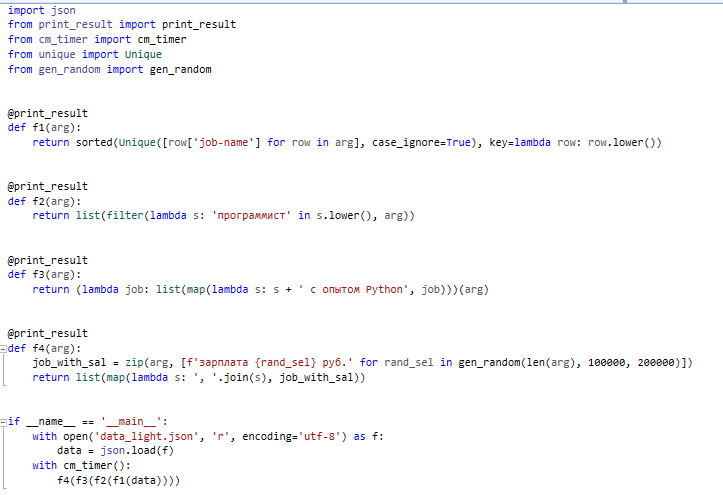 import json
from print_result import print_result
from cm_timer import cm_timer
from unique import Unique
from gen_random import gen_random
@print_result
def f1(arg):
    return sorted(Unique([row['job-name'] for row in arg], case_ignore=True), key=lambda row: row.lower())
@print_result
def f2(arg):
    return list(filter(lambda s: 'программист' in s.lower(), arg))
@print_result
def f3(arg):
    return (lambda job: list(map(lambda s: s + ' с опытом Python', job)))(arg)
@print_result
def f4(arg):
    job_with_sal = zip(arg, [f'зарплата {rand_sel} руб.' for rand_sel in gen_random(len(arg), 100000, 200000)])
    return list(map(lambda s: ', '.join(s), job_with_sal))
if __name__ == '__main__':
    with open('data_light.json', 'r', encoding='utf-8') as f:
        data = json.load(f)
    with cm_timer():
        f4(f3(f2(f1(data))))